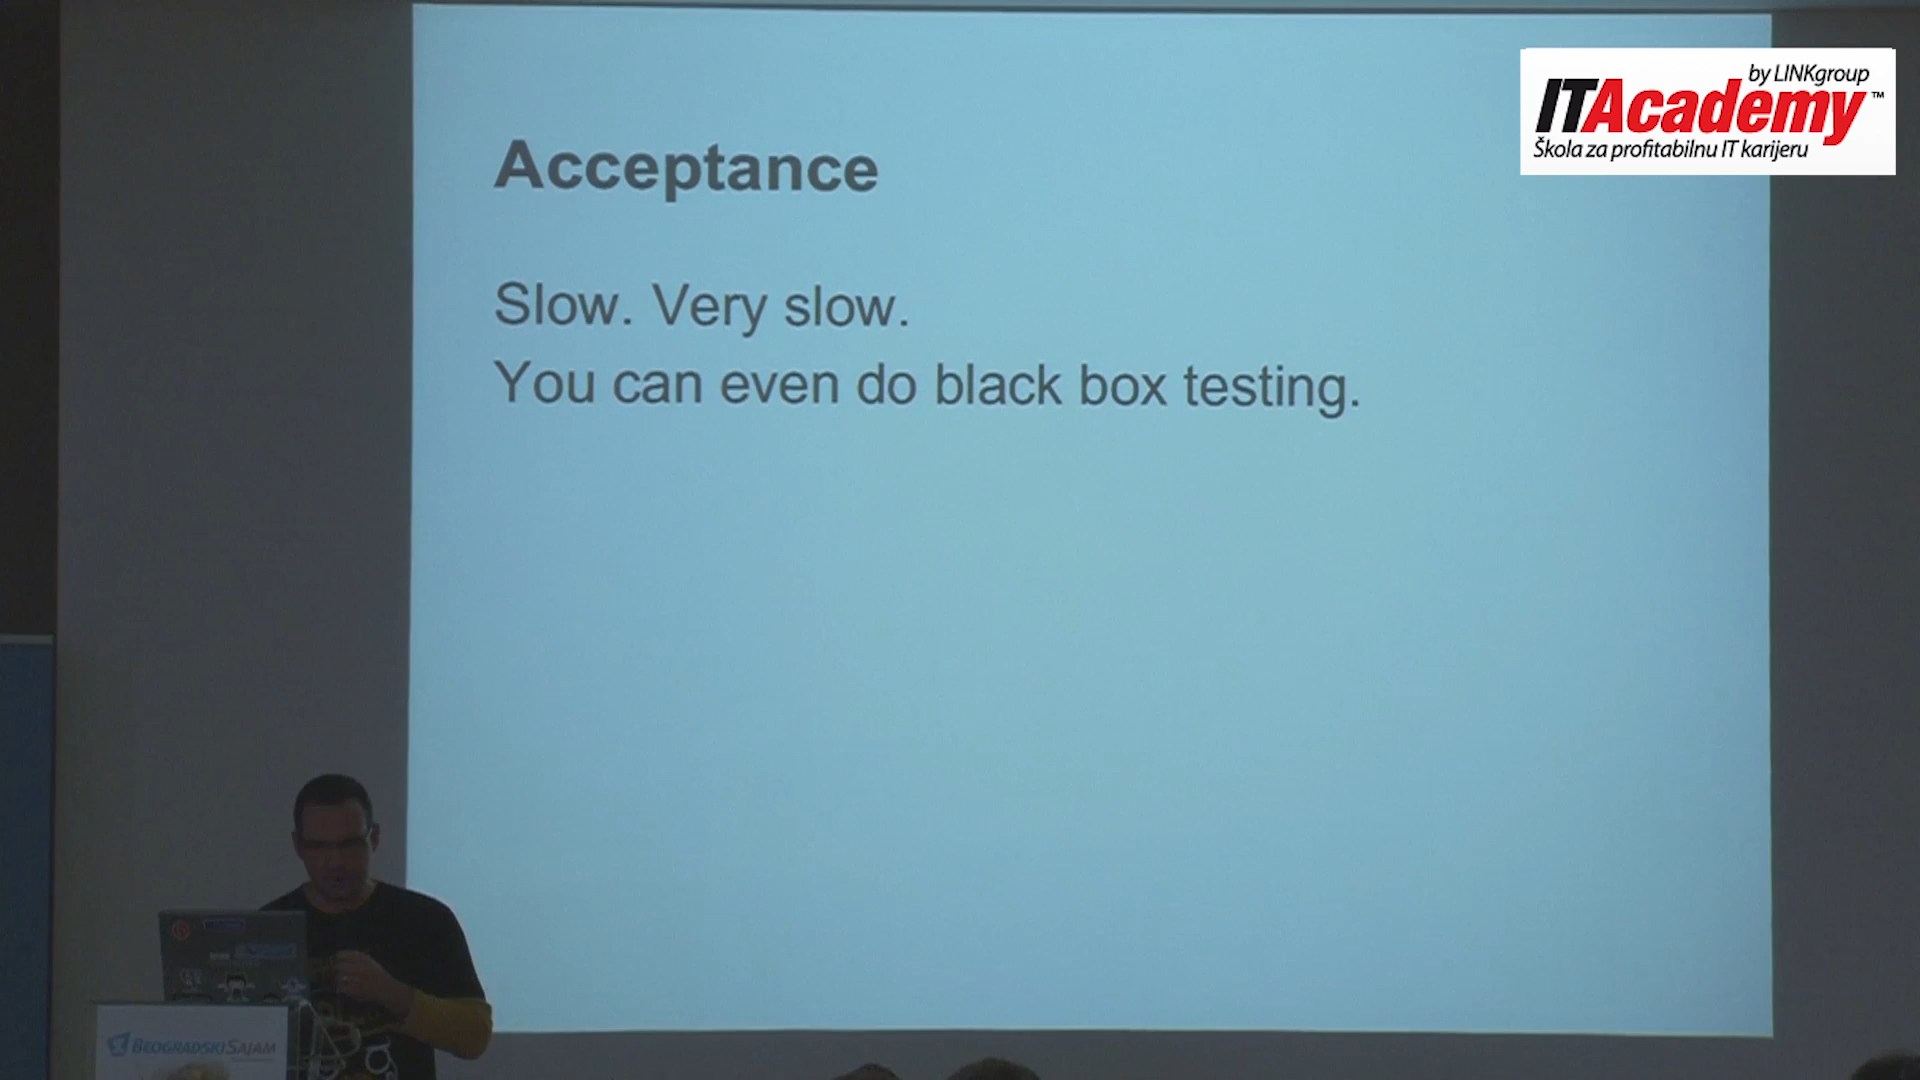 by LINKgroup
ITAcademy™
Škola za profitabilnu IT karijeru
Acceptance
Slow. Very slow.
You can even do black box testing.
BEOGRADSKI SAJAM